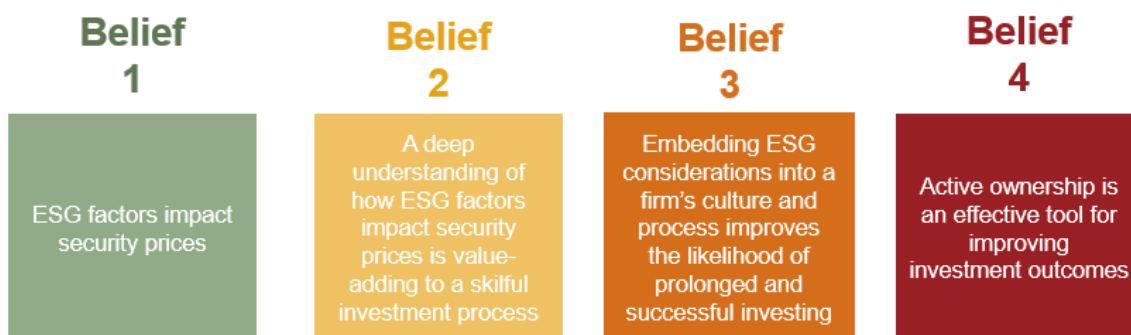 Belief
1
ESG factors impact
security prices
Belief
2
A deep
understanding of
how ESG factors
impact security
prices is value-
adding to a skilful
investment process
Belief
3
Embedding ESG
considerations into a
firm's culture and
process improves
the likelihood of
prolonged and
successful investing
Belief
4
Active ownership is
an effective tool for
improving
investment outcomes